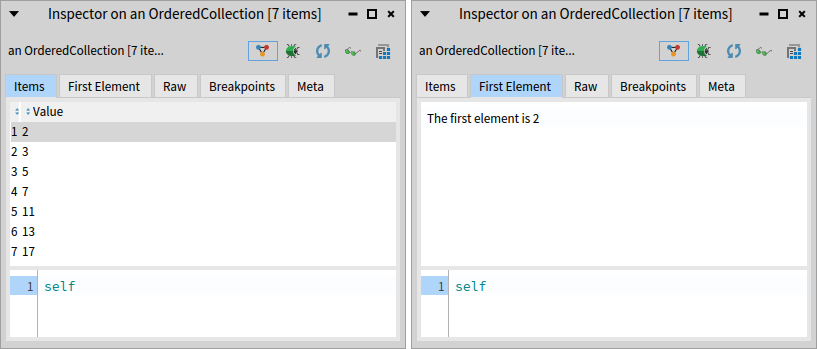 Inspector on an OrderedCollection [7 items]
an OrderedCollection [7 ite...
Items First Element Raw Breakpoints Meta
Value
1 2
2 3
3 5
4 7
5 11
6 13
7 17
1 self
Inspector on an OrderedCollection [7 items]
an OrderedCollection [7 ite...
Items First Element Raw Breakpoints Meta
The first element is 2
1 self